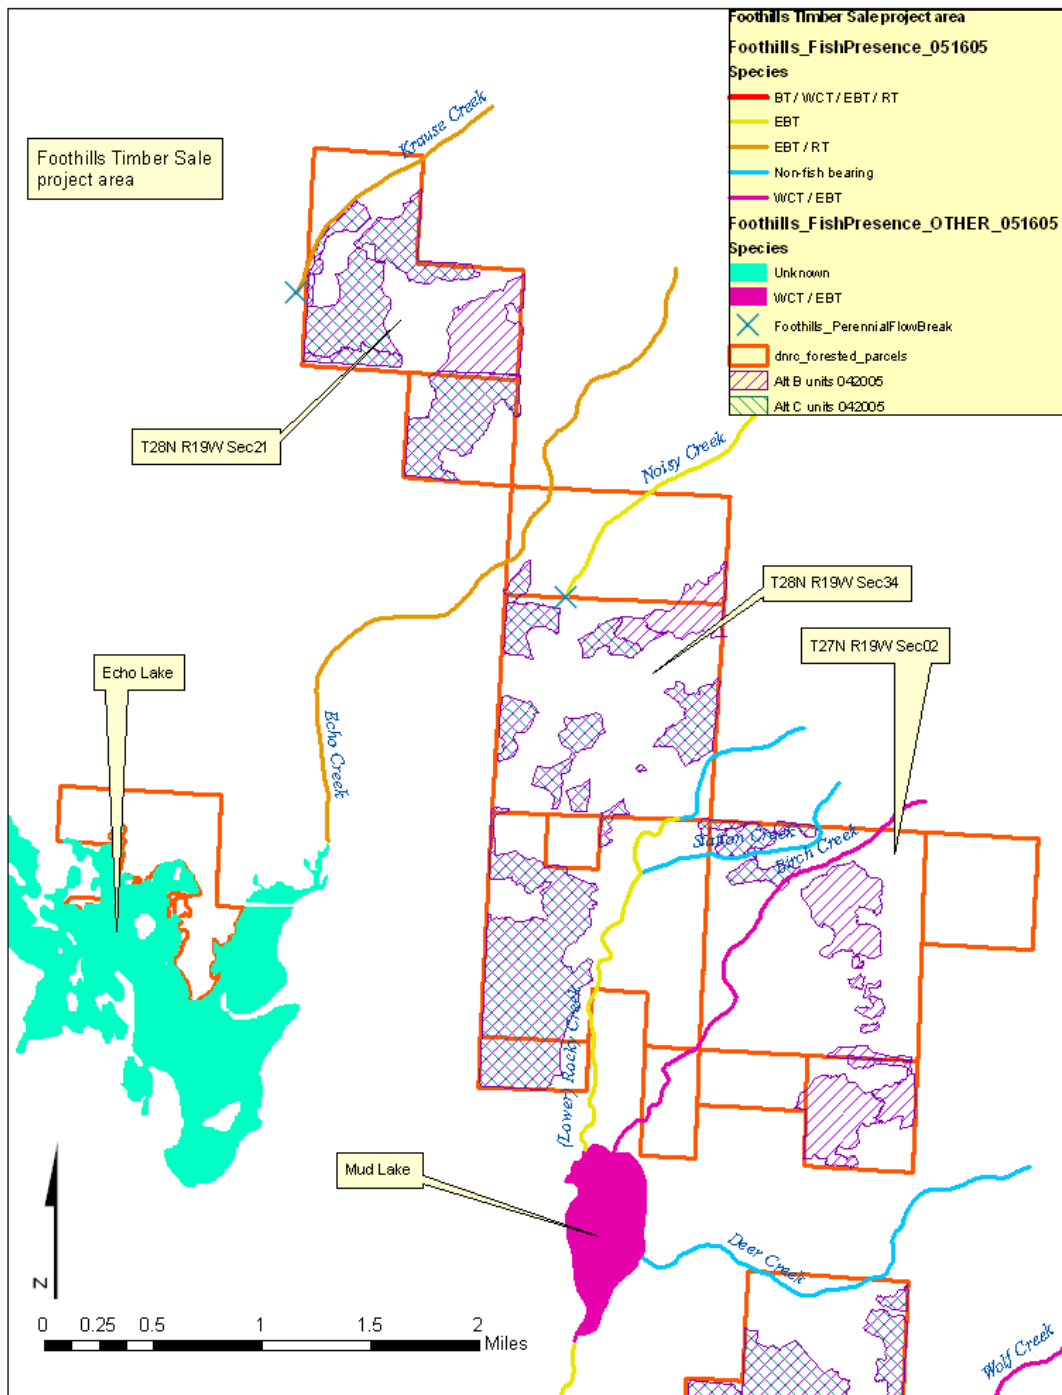 Foothills Timber Sale project area
Foothills_FishPresence_051605
Species
BT / WCT / EBT / RT
EBT
EBT / RT
Non-fish bearing
WCT / EBT
Foothills_FishPresence_OTHER_051605
Species
Unknown
WCT / EBT
Foothills_PerennialFlowBreak
dnrc_forested_parcels
Alt B units 042005
Alt C units 042005
Foothills Timber Sale
project area
Krause Creek
T28N R19W Sec21
Noisy Creek
T28N R19W Sec34
T27N R19W Sec02
Echo Lake
Echo Creek
Station Creek
Birch Creek
(Lower) Rocky Creek
Mud Lake
Deer Creek
Wolf Creek
N
0 0.25 0.5 1 1.5 2
Miles